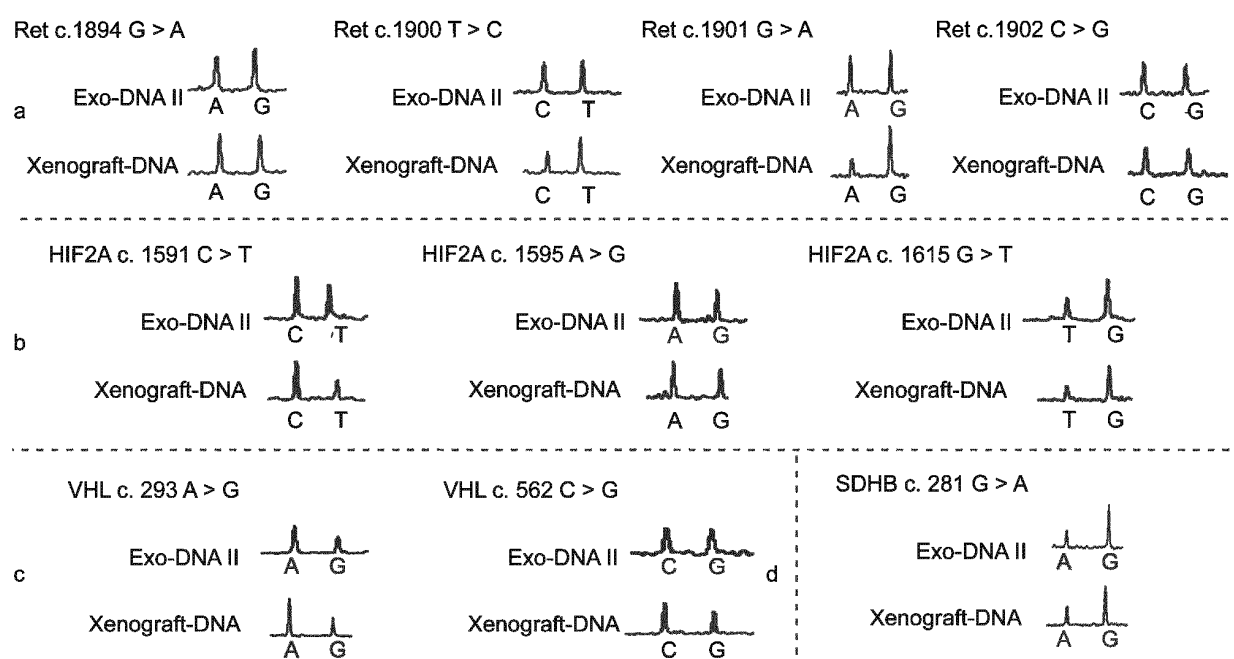 Ret c.1894 G > A
Ret c.1900 T > C
Ret c.1901 G > A
Ret c.1902 C > G
a
Exo-DNA II
A G
Exo-DNA II
C T
Exo-DNA II
A G
Exo-DNA II
C G
Xenograft-DNA
A G
Xenograft-DNA
C T
Xenograft-DNA
A G
Xenograft-DNA
C G
HIF2A c. 1591 C > T
HIF2A c. 1595 A > G
HIF2A c. 1615 G > T
b
Exo-DNA II
C T
Exo-DNA II
A G
Exo-DNA II
T G
Xenograft-DNA
C T
Xenograft-DNA
A G
Xenograft-DNA
T G
VHL c. 293 A > G
VHL c. 562 C > G
c
Exo-DNA II
A G
Exo-DNA II
C G
Xenograft-DNA
A G
Xenograft-DNA
C G
d
SDHB c. 281 G > A
Exo-DNA II
A G
Xenograft-DNA
A G